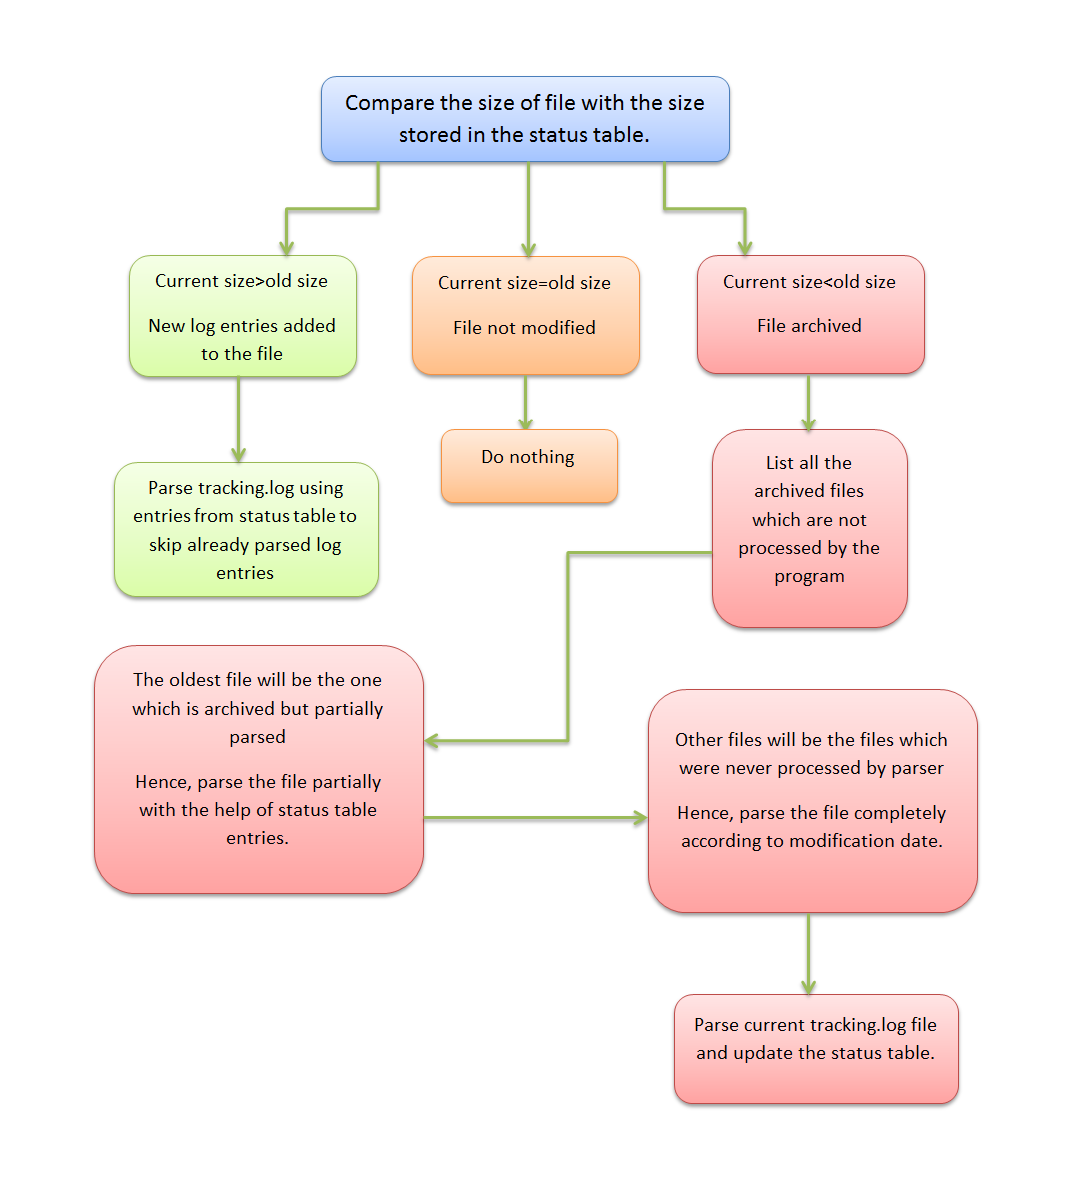 Compare the size of file with the size
stored in the status table.
Current size>old size
New log entries added
to the file
Current size=old size
File not modified
Current size<old size
File archived
Parse tracking.log using
entries from status table to
skip already parsed log
entries
Do nothing
List all the
archived files
which are not
processed by the
program
The oldest file will be the one
which is archived but partially
parsed
Hence, parse the file partially
with the help of status table
entries.
Other files will be the files which
were never processed by parser
Hence, parse the file completely
according to modification date.
Parse current tracking.log file
and update the status table.